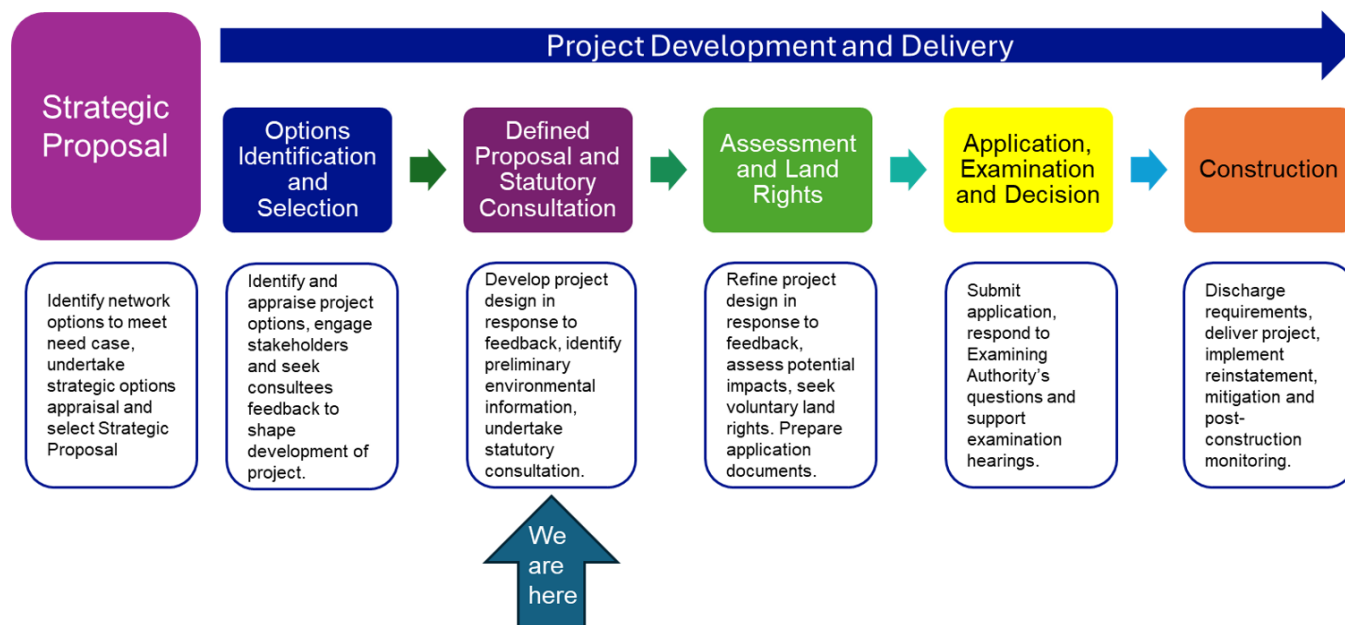 Project Development and Delivery
Strategic
Proposal
Options
Identification
and
Selection
Defined
Proposal and
Statutory
Consultation
Assessment
and Land
Rights
Application,
Examination
and Decision
Construction
Identify network
options to meet
need case,
undertake
strategic options
appraisal and
select Strategic
Proposal
Identify and
appraise project
options, engage
stakeholders
and seek
consultees
feedback to
shape
development of
project.
Develop project
design in
response to
feedback, identify
preliminary
environmental
information,
undertake
statutory
consultation.
Refine project
design in
response to
feedback,
assess potential
impacts, seek
voluntary land
rights. Prepare
application
documents.
Submit
application,
respond to
Examining
Authority’s
questions and
support
examination
hearings.
Discharge
requirements,
deliver project,
implement
reinstatement,
mitigation and
post-
construction
monitoring.
We
are
here